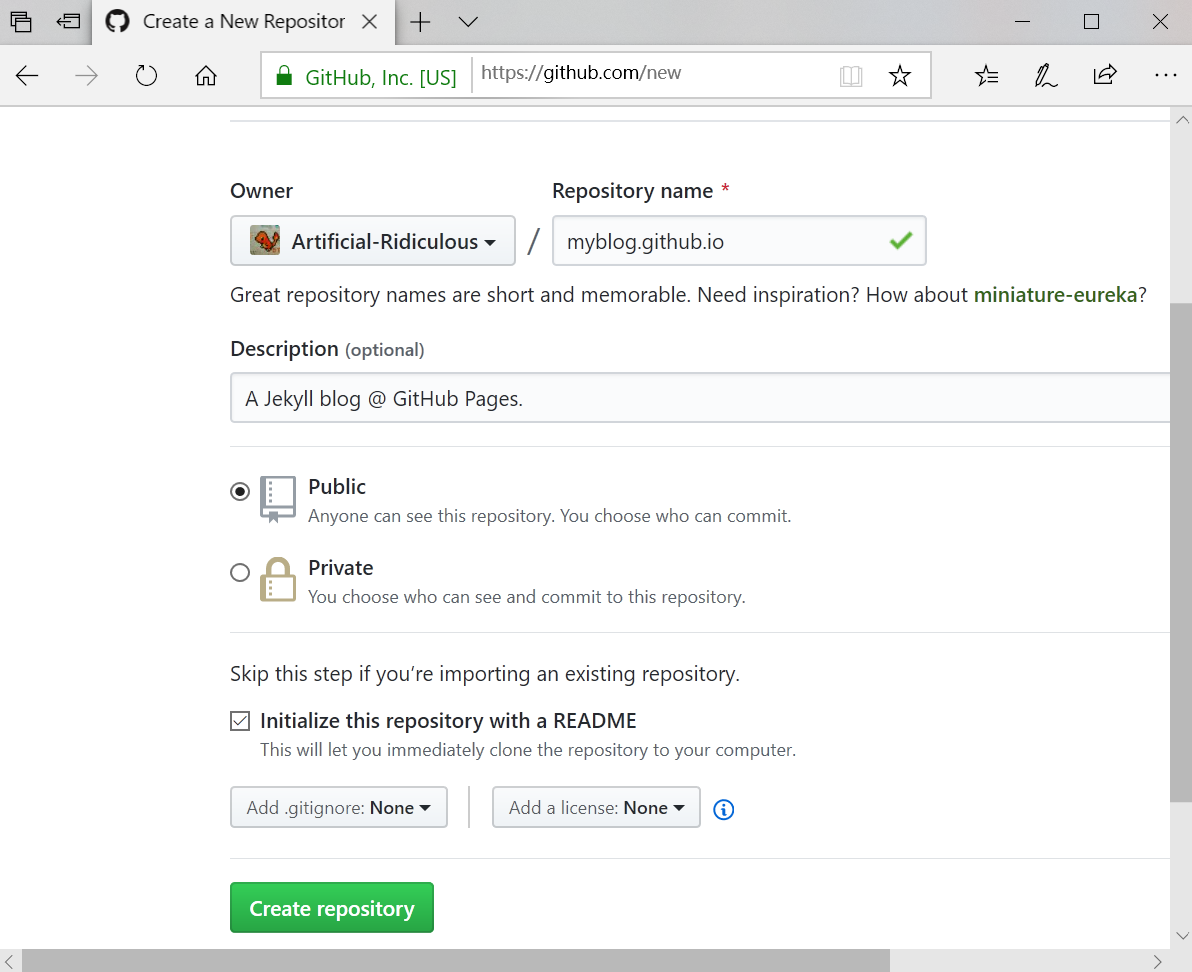 Create a New Repositor
GitHub, Inc. [US] https://github.com/new
Owner Repository name *
Artificial-Ridiculous / myblog.github.io
Great repository names are short and memorable. Need inspiration? How about miniature-eureka?
Description (optional)
A Jekyll blog @ GitHub Pages.
Public
Anyone can see this repository. You choose who can commit.
Private
You choose who can see and commit to this repository.
Skip this step if you’re importing an existing repository.
Initialize this repository with a README
This will let you immediately clone the repository to your computer.
Add .gitignore: None Add a license: None
Create repository